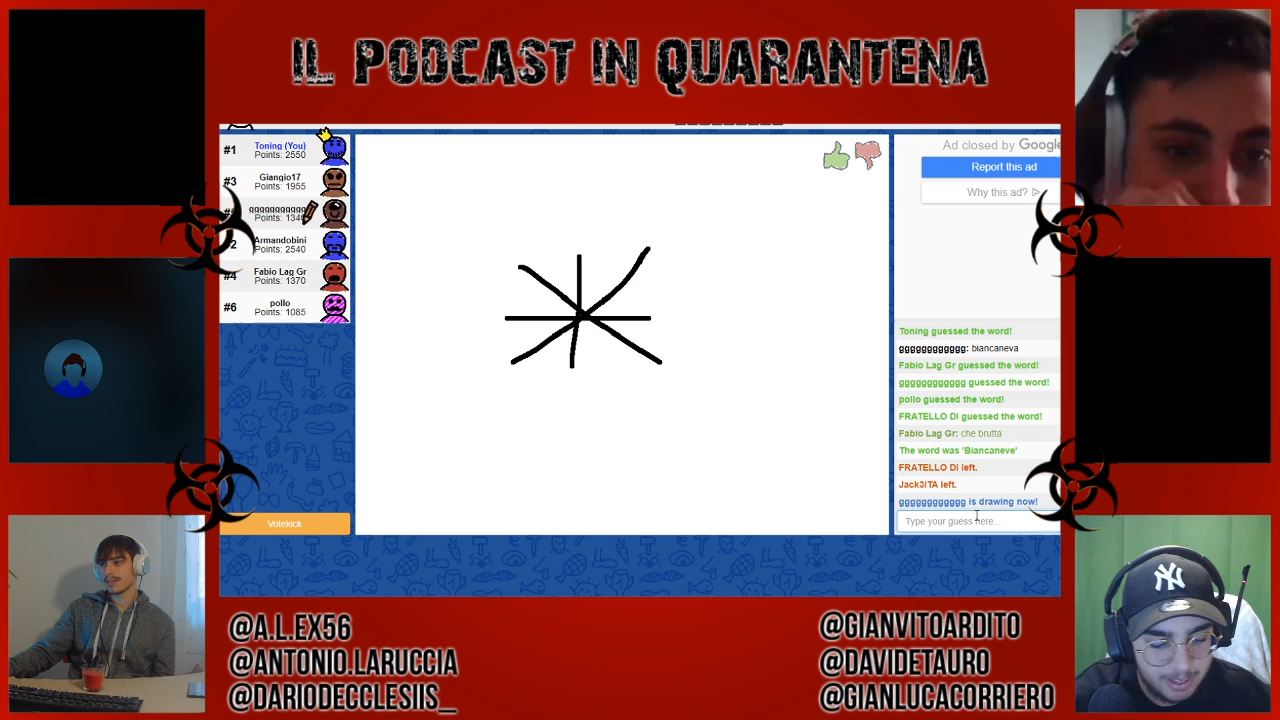 IL PODCAST IN QUARANTENA
#1
Toning (You)
Points: 2550
#3
Giangio17
Points: 1955
gggggggggggg
#2
Armandobini
Points: 2540
#4
Fabio Lag Gr
Points: 1370
#6
pollo
Points: 1085
Votekick
Ad closed by Google
Report this ad
Why this ad?
Toning guessed the word!
gggggggggggg: biancaneva
Fabio Lag Gr guessed the word!
gggggggggggg guessed the word!
pollo guessed the word!
FRATELLO DI guessed the word!
Fabio Lag Gr: che brutta
The word was 'Biancaneve'
FRATELLO DI left.
Jack3ITA left.
gggggggggggg is drawing now!
Type your guess here...
NY
@A.L.EX56
@ANTONIO.LARUCCIA
@DARIODECCLESIIS_
@GIANVITOARDITO
@DAVIDETAURO
@GIANLUCACORRIERO